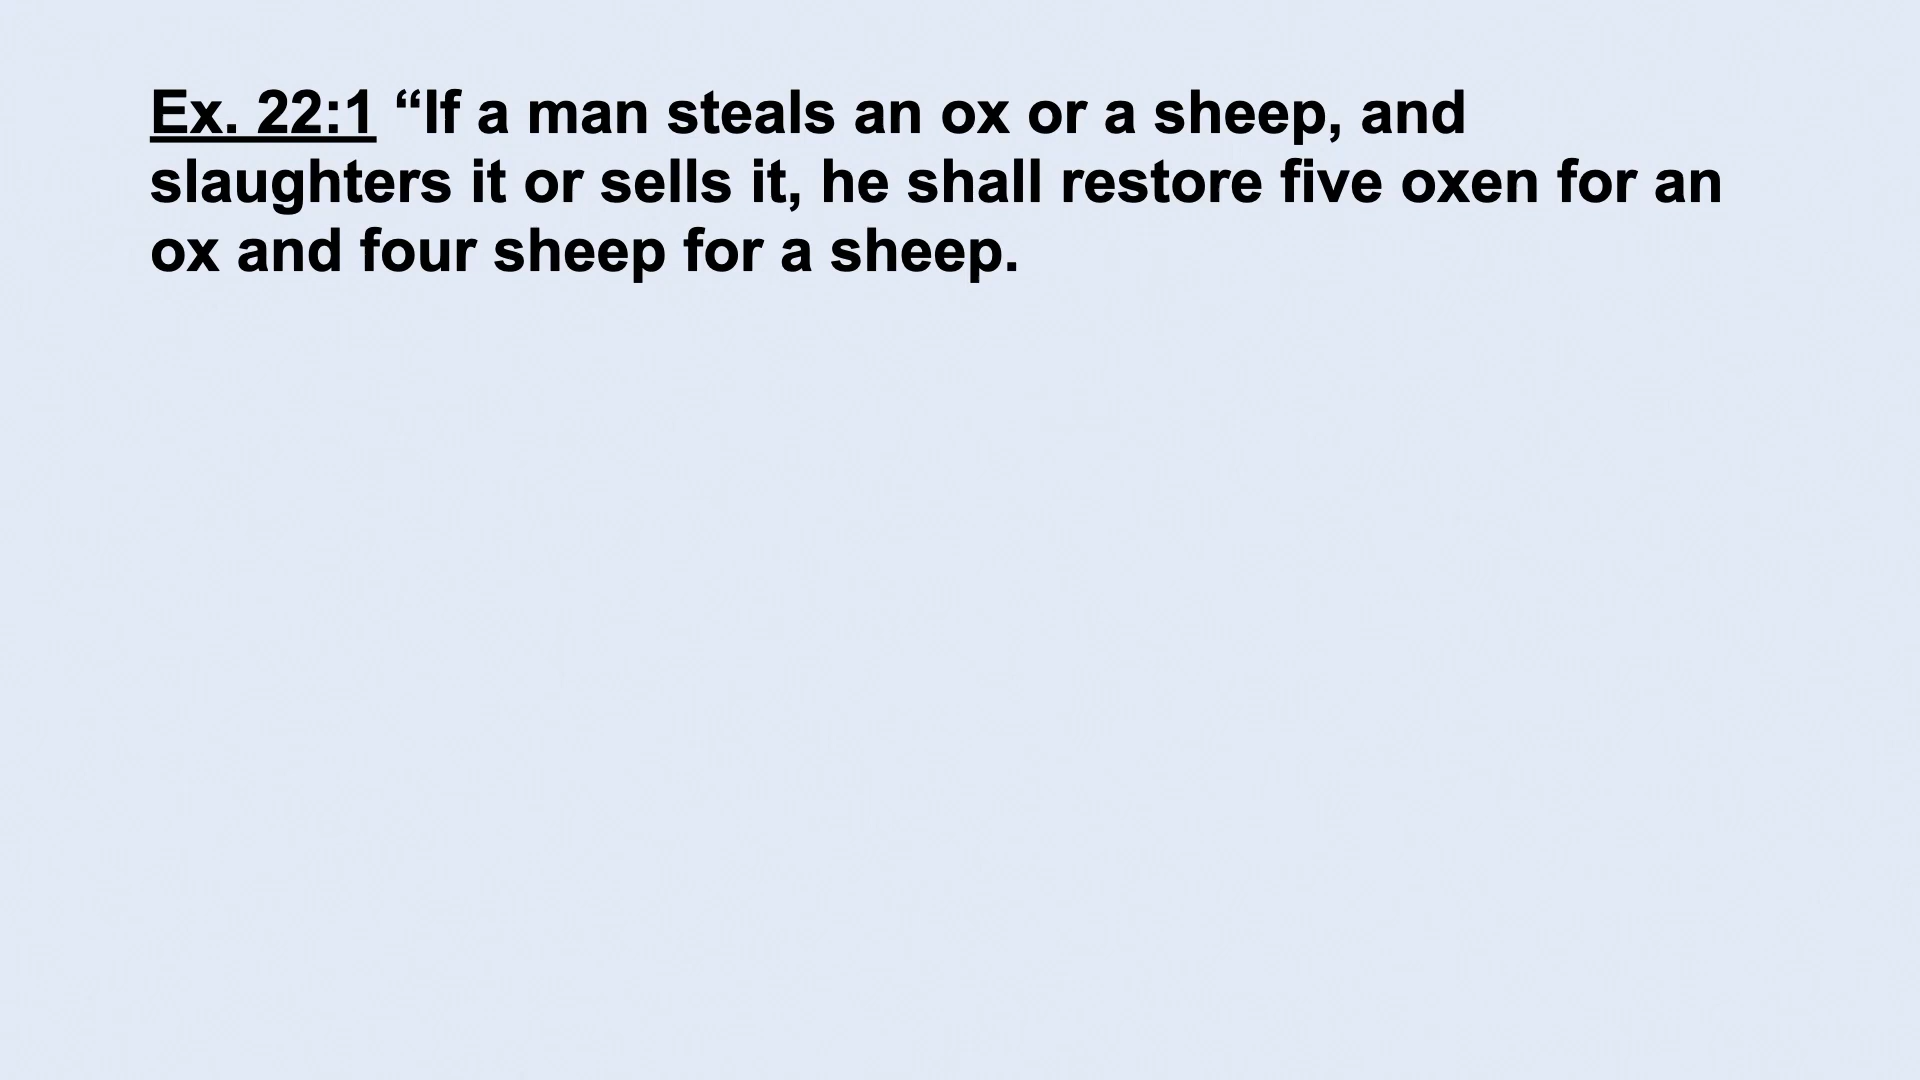 Ex. 22:1 “If a man steals an ox or a sheep, and
slaughters it or sells it, he shall restore five oxen for an
ox and four sheep for a sheep.